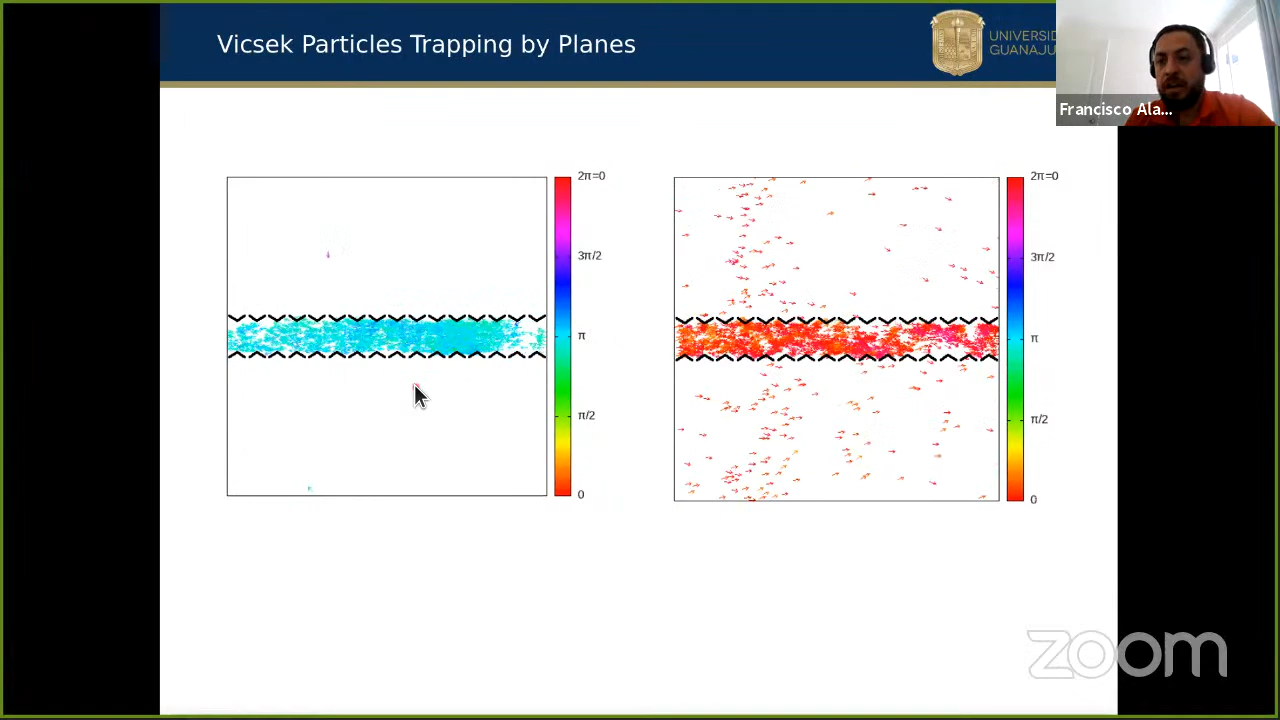 Vicsek Particles Trapping by Planes
UNIVERSID
GUANAJU
Francisco Ala...
2π=0
3π/2
π
π/2
0
2π=0
3π/2
π
π/2
0
zoom